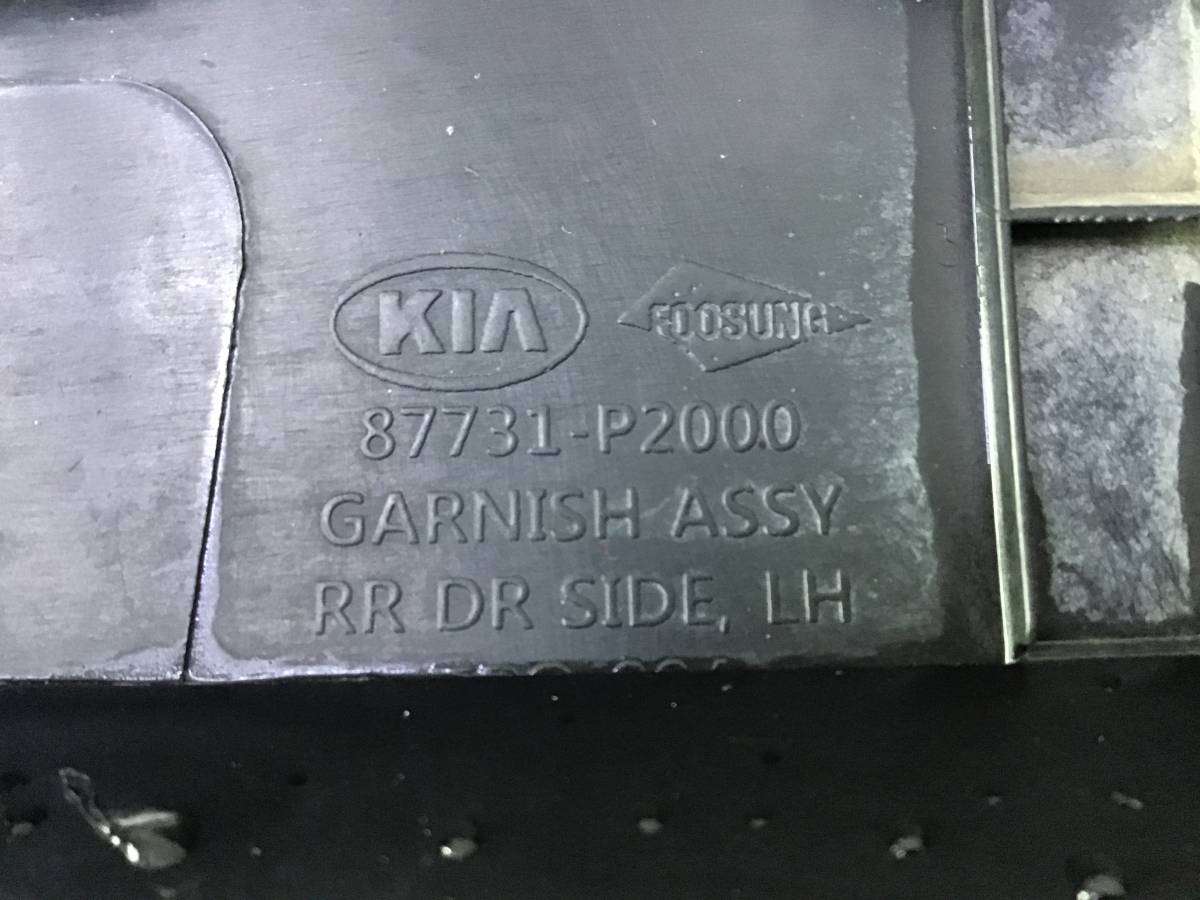 KIA FOOSUNG
87731-P2000
GARNISH ASSY
RR DR SIDE, LH